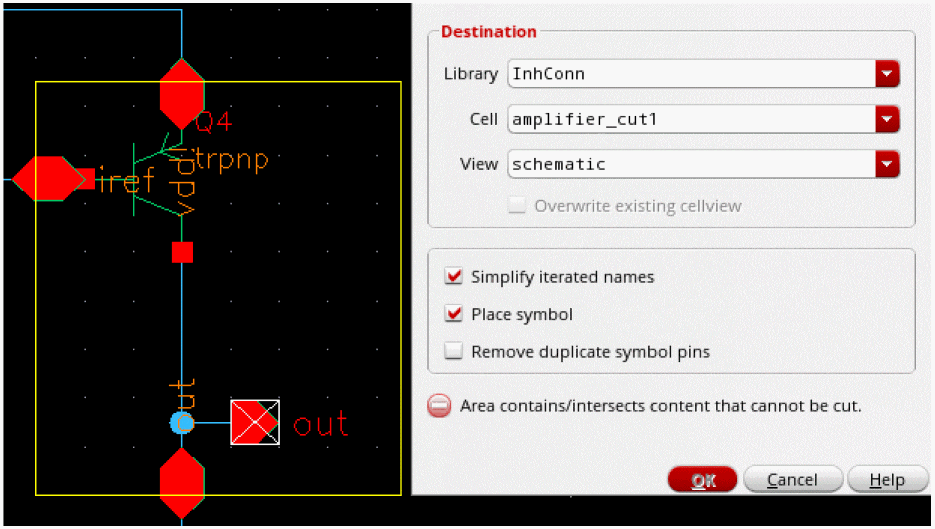 Q4
trpnp
vdd!
iref
out
out
Destination
Library InhConn
Cell amplifier_cut1
View schematic
Overwrite existing cellview
Simplify iterated names
Place symbol
Remove duplicate symbol pins
Area contains/intersects content that cannot be cut.
OK Cancel Help